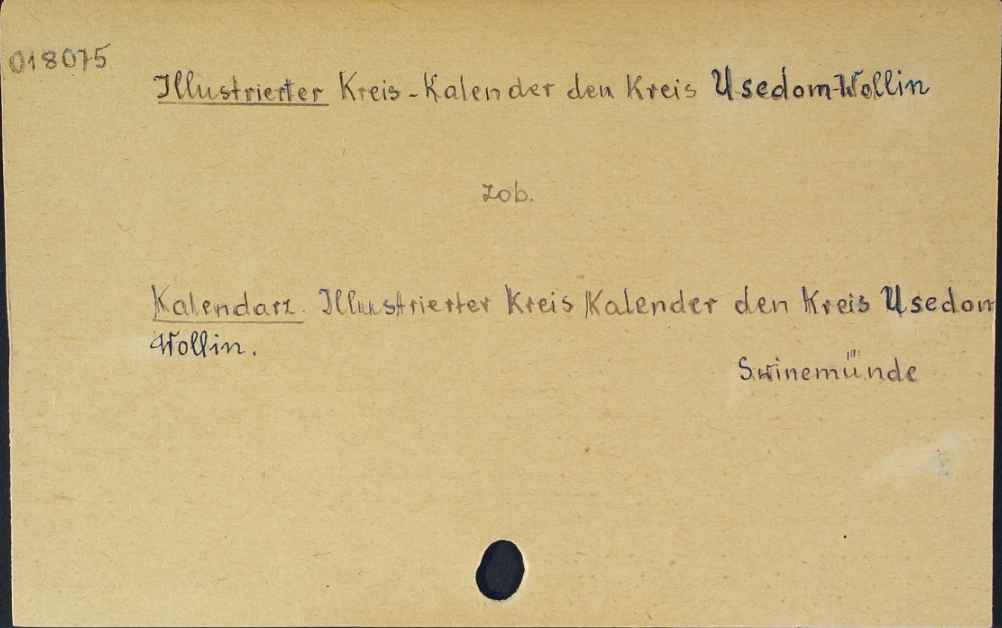 018075
Illustrierter Kreis-Kalender den Kreis Usedom-Wollin
zob.
Kalendarz. Illustrierter Kreis Kalender den Kreis Usedom
Wollin.
Swinemünde